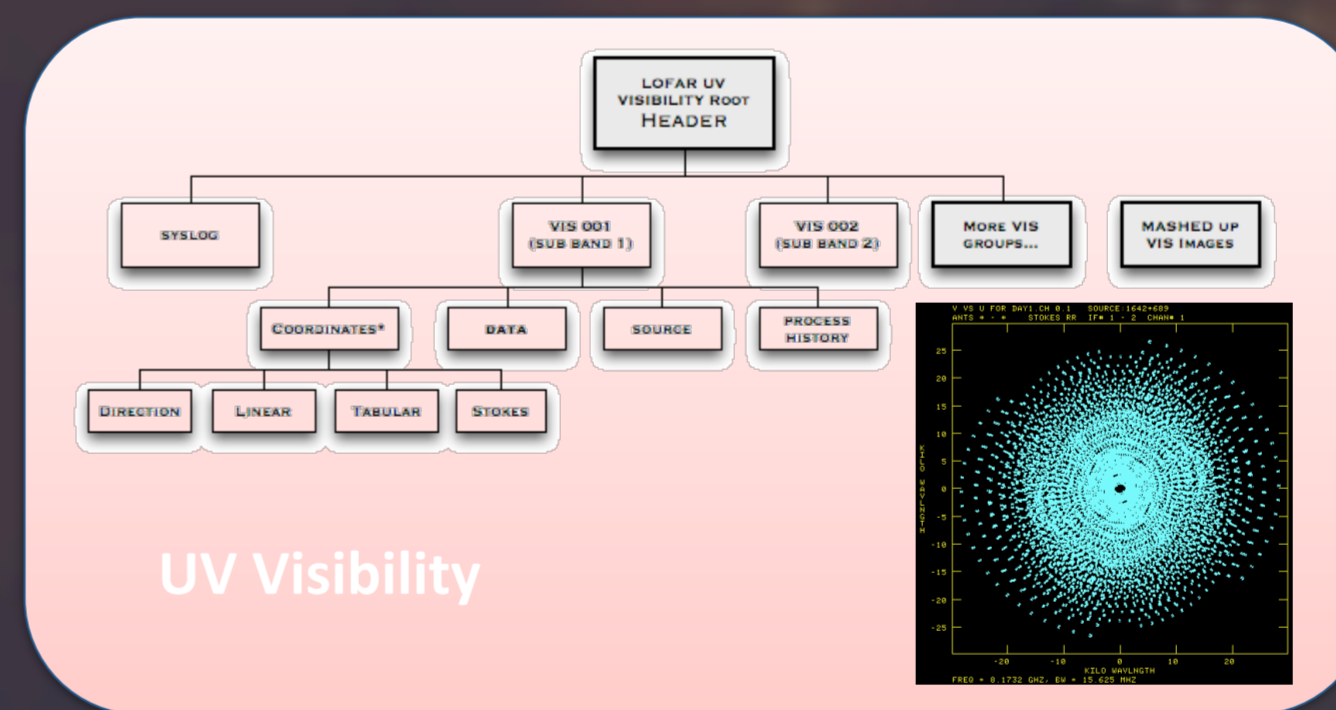 LOFAR UV
VISIBILITY ROOT
HEADER
SYSLOG
VIS 001
(SUB BAND 1)
VIS 002
(SUB BAND 2)
MORE VIS
GROUPS...
MASHED UP
VIS IMAGES
COORDINATES*
DATA
SOURCE
PROCESS
HISTORY
DIRECTION
LINEAR
TABULAR
STOKES
UV Visibility
V VS U FOR DAY1.CH 0.1 SOURCE:1642+689
ANTS * - * STOKES RR IF# 1 - 2 CHAN# 1
25
20
15
10
5
0
-5
-10
-15
-20
-25
KILO WAVLNGTH
-20 -10 0 10 20
KILO WAVLNGTH
FREQ = 8.1732 GHZ, BW = 15.625 MHZ